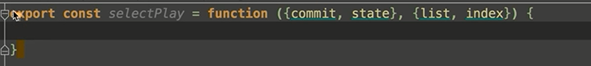 export const selectPlay = function ({commit, state}, {list, index}) {
}